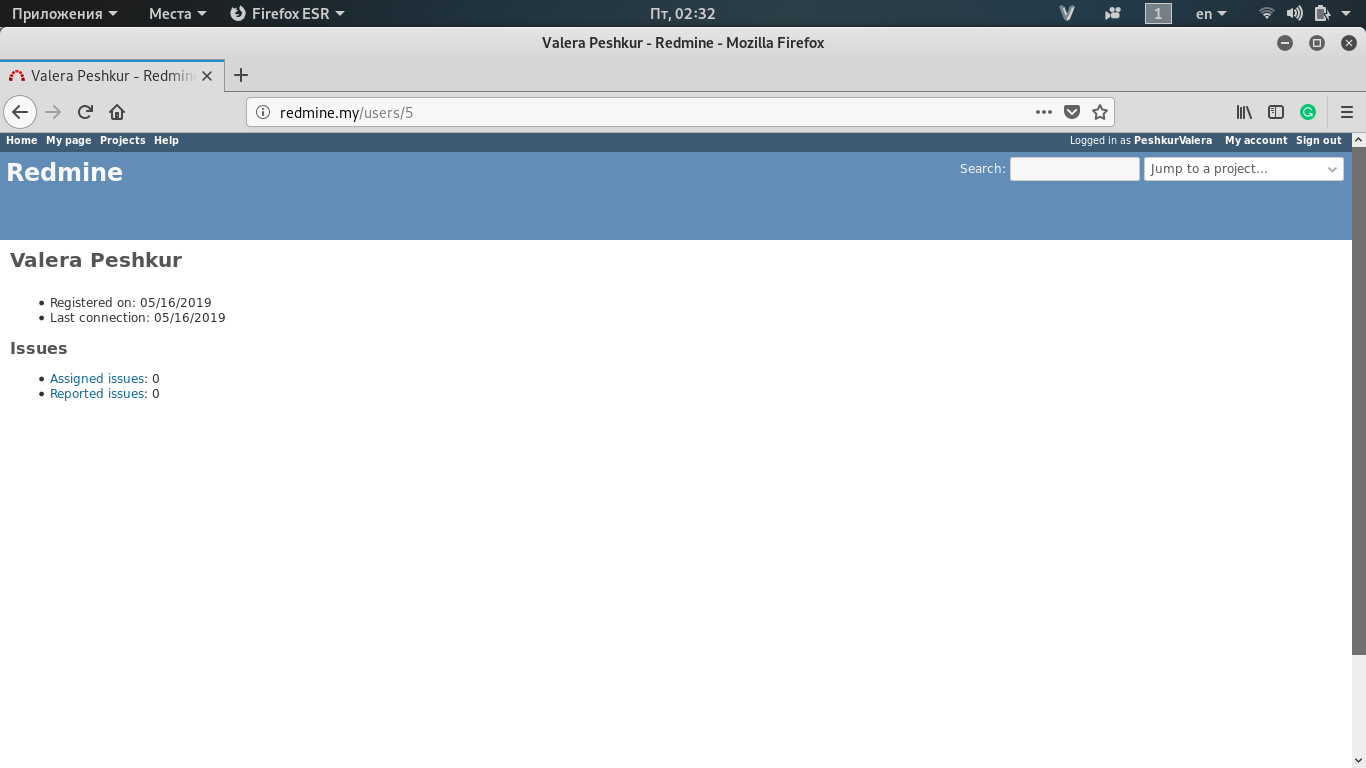 Приложения Места Firefox ESR Пт, 02:32 1 en
Valera Peshkur - Redmine - Mozilla Firefox
Valera Peshkur - Redmin
redmine.my/users/5
Home My page Projects Help Logged in as PeshkurValera My account Sign out
Redmine Search: Jump to a project...
Valera Peshkur
• Registered on: 05/16/2019
• Last connection: 05/16/2019
Issues
• Assigned issues: 0
• Reported issues: 0